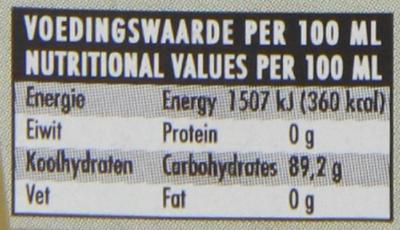 VOEDINGSWAARDE PER 100 ML
NUTRITIONAL VALUES PER 100 ML
Energie Energy 1507 kJ (360 kcal)
Eiwit Protein 0 g
Koolhydraten Carbohydrates 89,2 g
Vet Fat 0 g